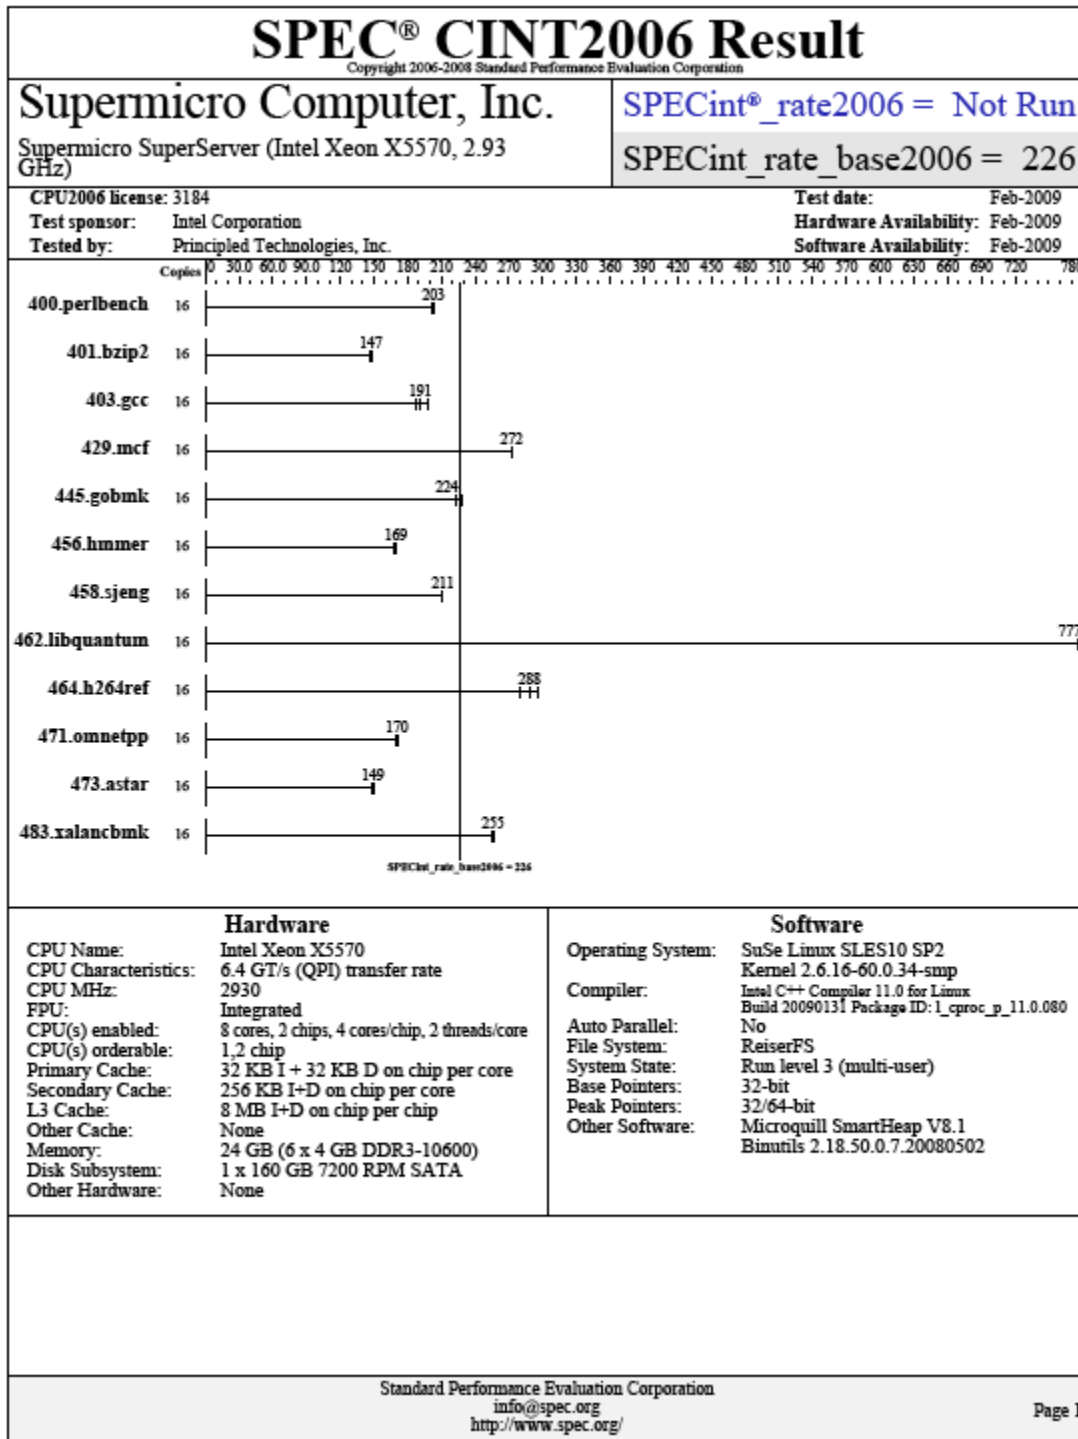 SPEC® CINT2006 Result
Copyright 2006-2008 Standard Performance Evaluation Corporation
Supermicro Computer, Inc.
Supermicro SuperServer (Intel Xeon X5570, 2.93
GHz)
SPECint®_rate2006 = Not Run
SPECint_rate_base2006 = 226
CPU2006 license: 3184
Test sponsor: Intel Corporation
Tested by: Principled Technologies, Inc.
Test date: Feb-2009
Hardware Availability: Feb-2009
Software Availability: Feb-2009
Copies 0 30.0 60.0 90.0 120 150 180 210 240 270 300 330 360 390 420 450 480 510 540 570 600 630 660 690 720 780
400.perlbench 16 203
401.bzip2 16 147
403.gcc 16 191
429.mcf 16 272
445.gobmk 16 224
456.hmmer 16 169
458.sjeng 16 211
462.libquantum 16 777
464.h264ref 16 288
471.omnetpp 16 170
473.astar 16 149
483.xalancbmk 16 255
SPECint_rate_base2006 = 226
Hardware
CPU Name: Intel Xeon X5570
CPU Characteristics: 6.4 GT/s (QPI) transfer rate
CPU MHz: 2930
FPU: Integrated
CPU(s) enabled: 8 cores, 2 chips, 4 cores/chip, 2 threads/core
CPU(s) orderable: 1,2 chip
Primary Cache: 32 KB I + 32 KB D on chip per core
Secondary Cache: 256 KB I+D on chip per core
L3 Cache: 8 MB I+D on chip per chip
Other Cache: None
Memory: 24 GB (6 x 4 GB DDR3-10600)
Disk Subsystem: 1 x 160 GB 7200 RPM SATA
Other Hardware: None
Software
Operating System: SuSe Linux SLES10 SP2
Kernel 2.6.16-60.0.34-smp
Compiler: Intel C++ Compiler 11.0 for Linux
Build 20090131 Package ID: l_cproc_p_11.0.080
Auto Parallel: No
File System: ReiserFS
System State: Run level 3 (multi-user)
Base Pointers: 32-bit
Peak Pointers: 32/64-bit
Other Software: Microquill SmartHeap V8.1
Binutils 2.18.50.0.7.20080502
Standard Performance Evaluation Corporation
info@spec.org
http://www.spec.org/
Page 1